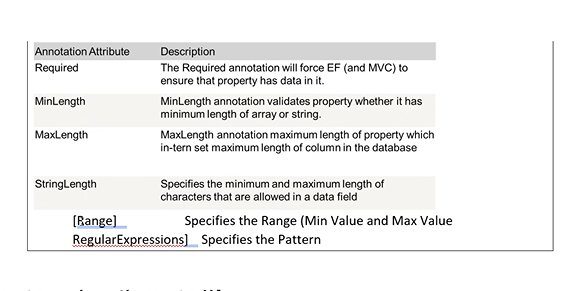 Annotation Attribute Description
Required The Required annotation will force EF (and MVC) to
ensure that property has data in it.
MinLength MinLength annotation validates property whether it has
minimum length of array or string.
MaxLength MaxLength annotation maximum length of property which
in-tern set maximum length of column in the database
StringLength Specifies the minimum and maximum length of
characters that are allowed in a data field
[Range] Specifies the Range (Min Value and Max Value
RegularExpressions] Specifies the Pattern